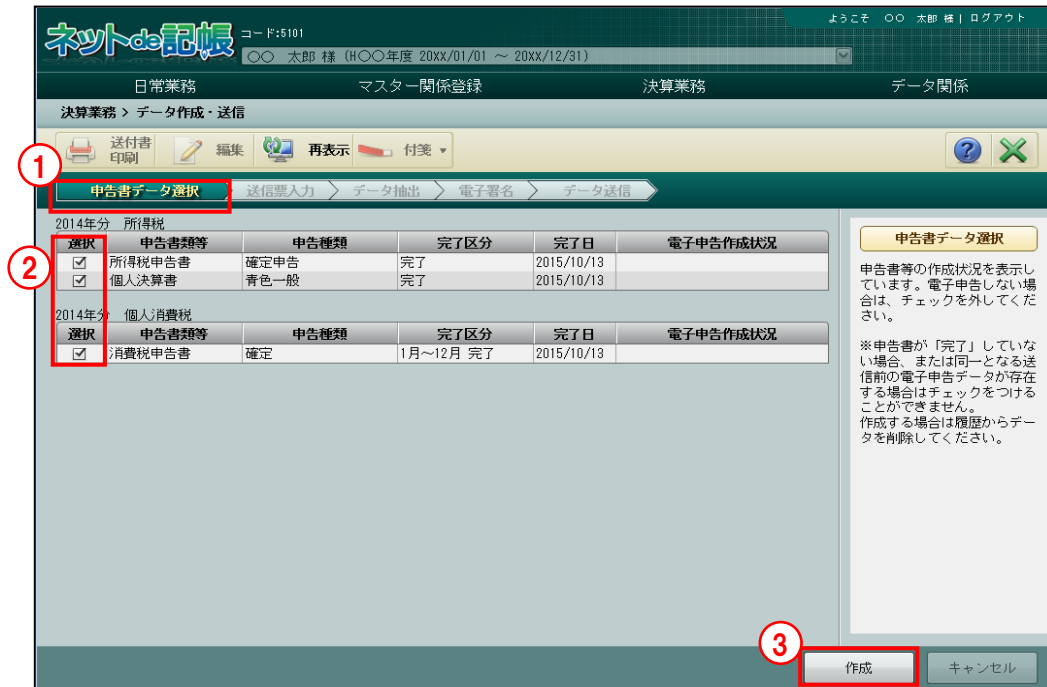 ようこそ 〇〇 太郎 様 | ログアウト
ネットde記帳 コード:5101
〇〇 太郎 様 (H〇〇年度 20XX/01/01 ～ 20XX/12/31)
日常業務 マスター関係登録 決算業務 データ関係
決算業務 > データ作成・送信
送付書印刷 編集 再表示 付箋
①
申告書データ選択 送信票入力 データ抽出 電子署名 データ送信
2014年分 所得税
選択 申告書類等 申告種類 完了区分 完了日 電子申告作成状況
②
所得税申告書 確定申告 完了 2015/10/13
個人決算書 青色一般 完了 2015/10/13
2014年分 個人消費税
選択 申告書類等 申告種類 完了区分 完了日 電子申告作成状況
消費税申告書 確定 1月～12月 完了 2015/10/13
申告書データ選択
申告書等の作成状況を表示し
ています。電子申告しない場
合は、チェックを外してくだ
さい。
※申告書が「完了」していな
い場合、または同一となる送
信前の電子申告データが存在
する場合はチェックをつける
ことができません。
作成する場合は履歴からデー
タを削除してください。
③
作成 キャンセル